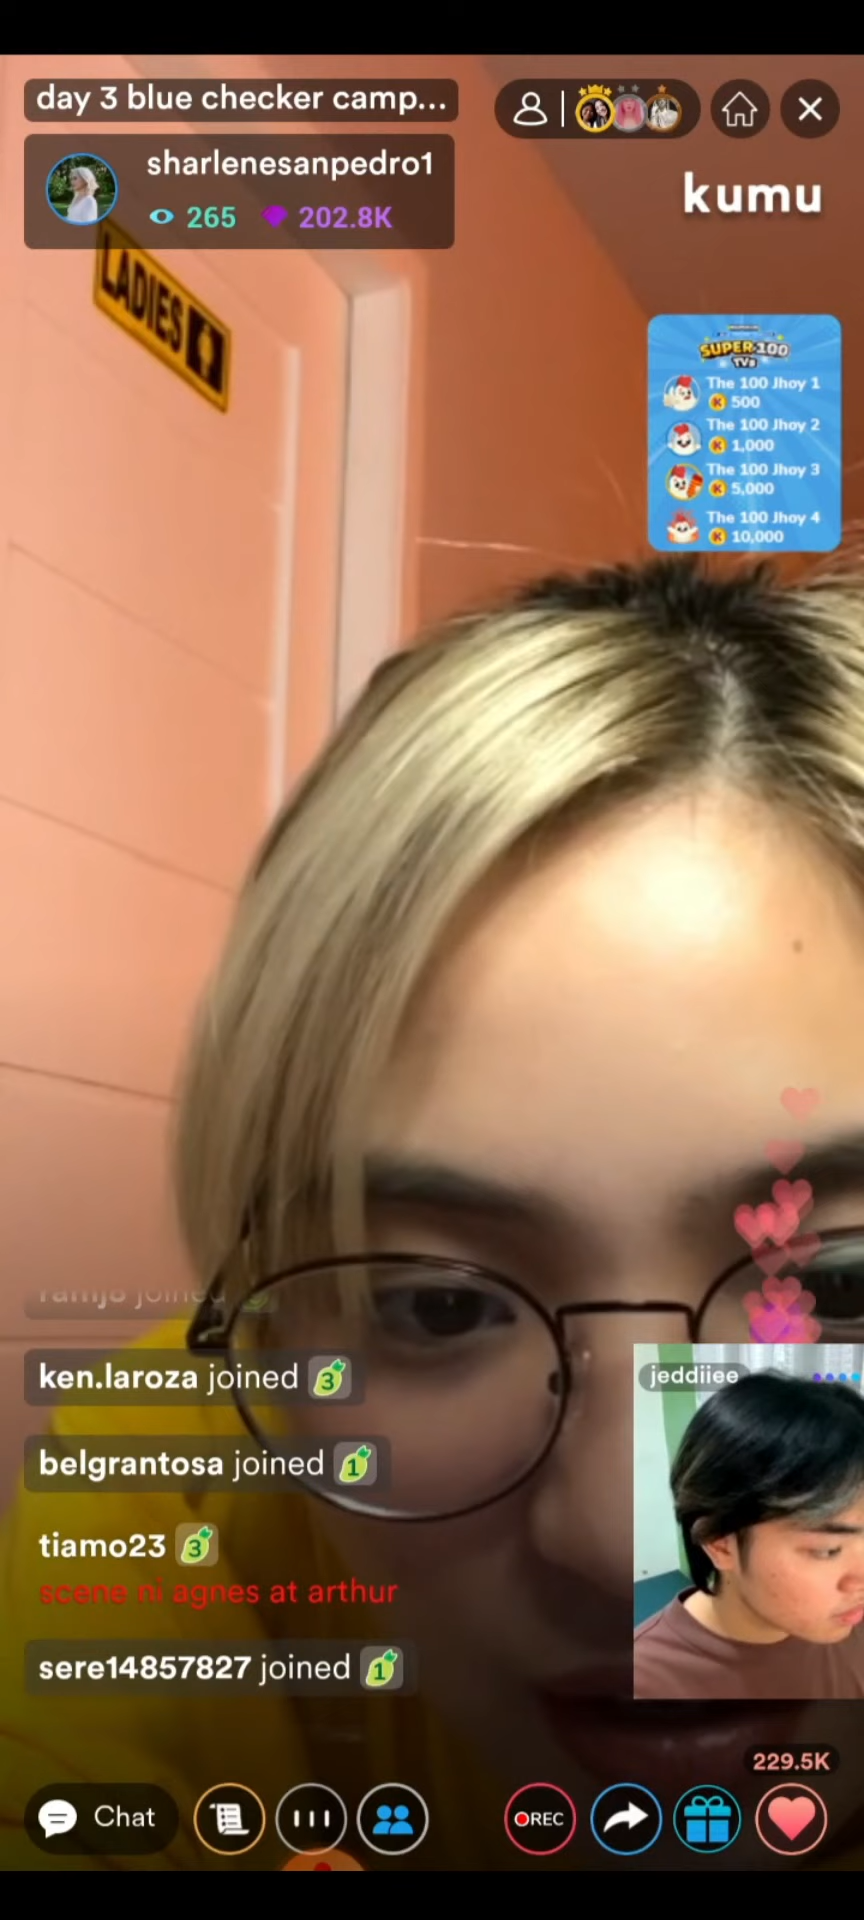 day 3 blue checker camp...
sharlenesanpedro1
265 202.8K
kumu
LADIES
SUPER 100
TVs
The 100 Jhoy 1
K 500
The 100 Jhoy 2
K 1,000
The 100 Jhoy 3
K 5,000
The 100 Jhoy 4
K 10,000
joined
ken.laroza joined 3
jeddiiee
belgrantosa joined 1
tiamo23 3
scene ni agnes at arthur
sere14857827 joined 1
229.5K
Chat
REC